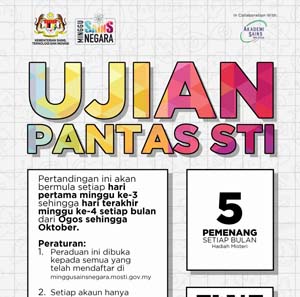 In Collaboration With:
KEMENTERIAN SAINS,
TEKNOLOGI DAN INOVASI
MINGGU
SAINS
NEGARA
AKADEMI
SAINS
MALAYSIA
UJIAN
PANTAS STI
Pertandingan ini akan
bermula setiap hari
pertama minggu ke-3
sehingga hari terakhir
minggu ke-4 setiap bulan
dari Ogos sehingga
Oktober.
Peraturan:
1. Peraduan ini dibuka
kepada semua yang
telah mendaftar di
minggusainsnegara.mosti.gov.my
2. Setiap akaun hanya
5
PEMENANG
SETIAP BULAN
Hadiah Misteri